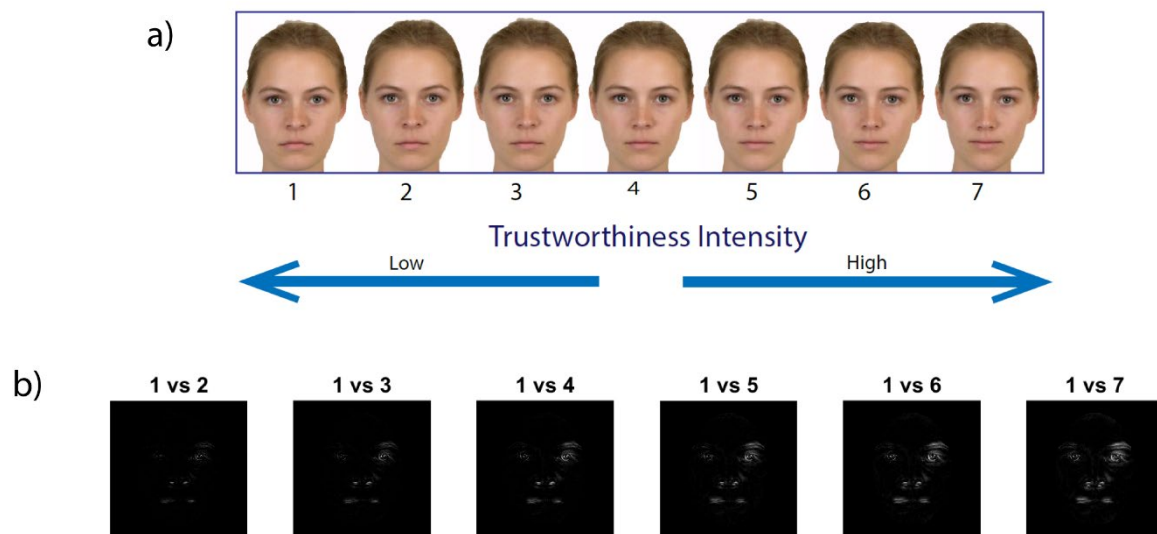 a)
1 2 3 4 5 6 7
Trustworthiness Intensity
Low High
b)
1 vs 2 1 vs 3 1 vs 4 1 vs 5 1 vs 6 1 vs 7